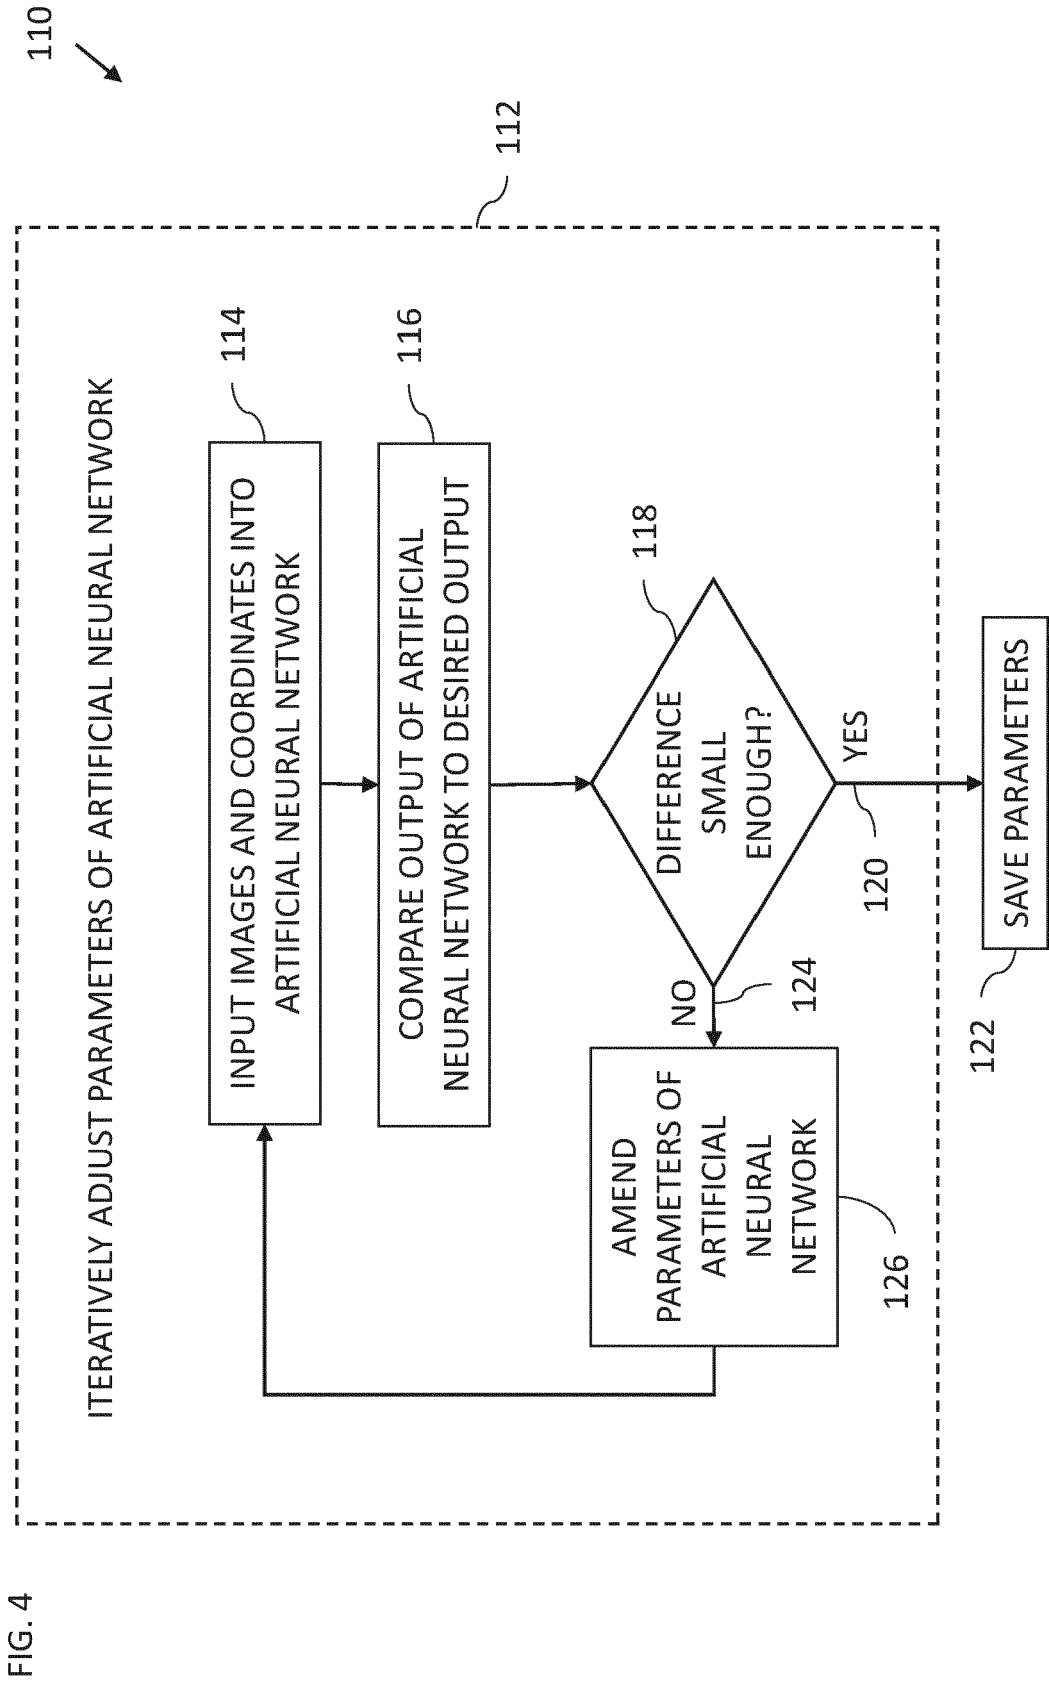 FIG. 4
110
112
ITERATIVELY ADJUST PARAMETERS OF ARTIFICIAL NEURAL NETWORK
114
INPUT IMAGES AND COORDINATES INTO
ARTIFICIAL NEURAL NETWORK
116
COMPARE OUTPUT OF ARTIFICIAL
NEURAL NETWORK TO DESIRED OUTPUT
118
DIFFERENCE
SMALL
ENOUGH?
NO
124
AMEND
PARAMETERS OF
ARTIFICIAL
NEURAL
NETWORK
126
YES
120
SAVE PARAMETERS
122